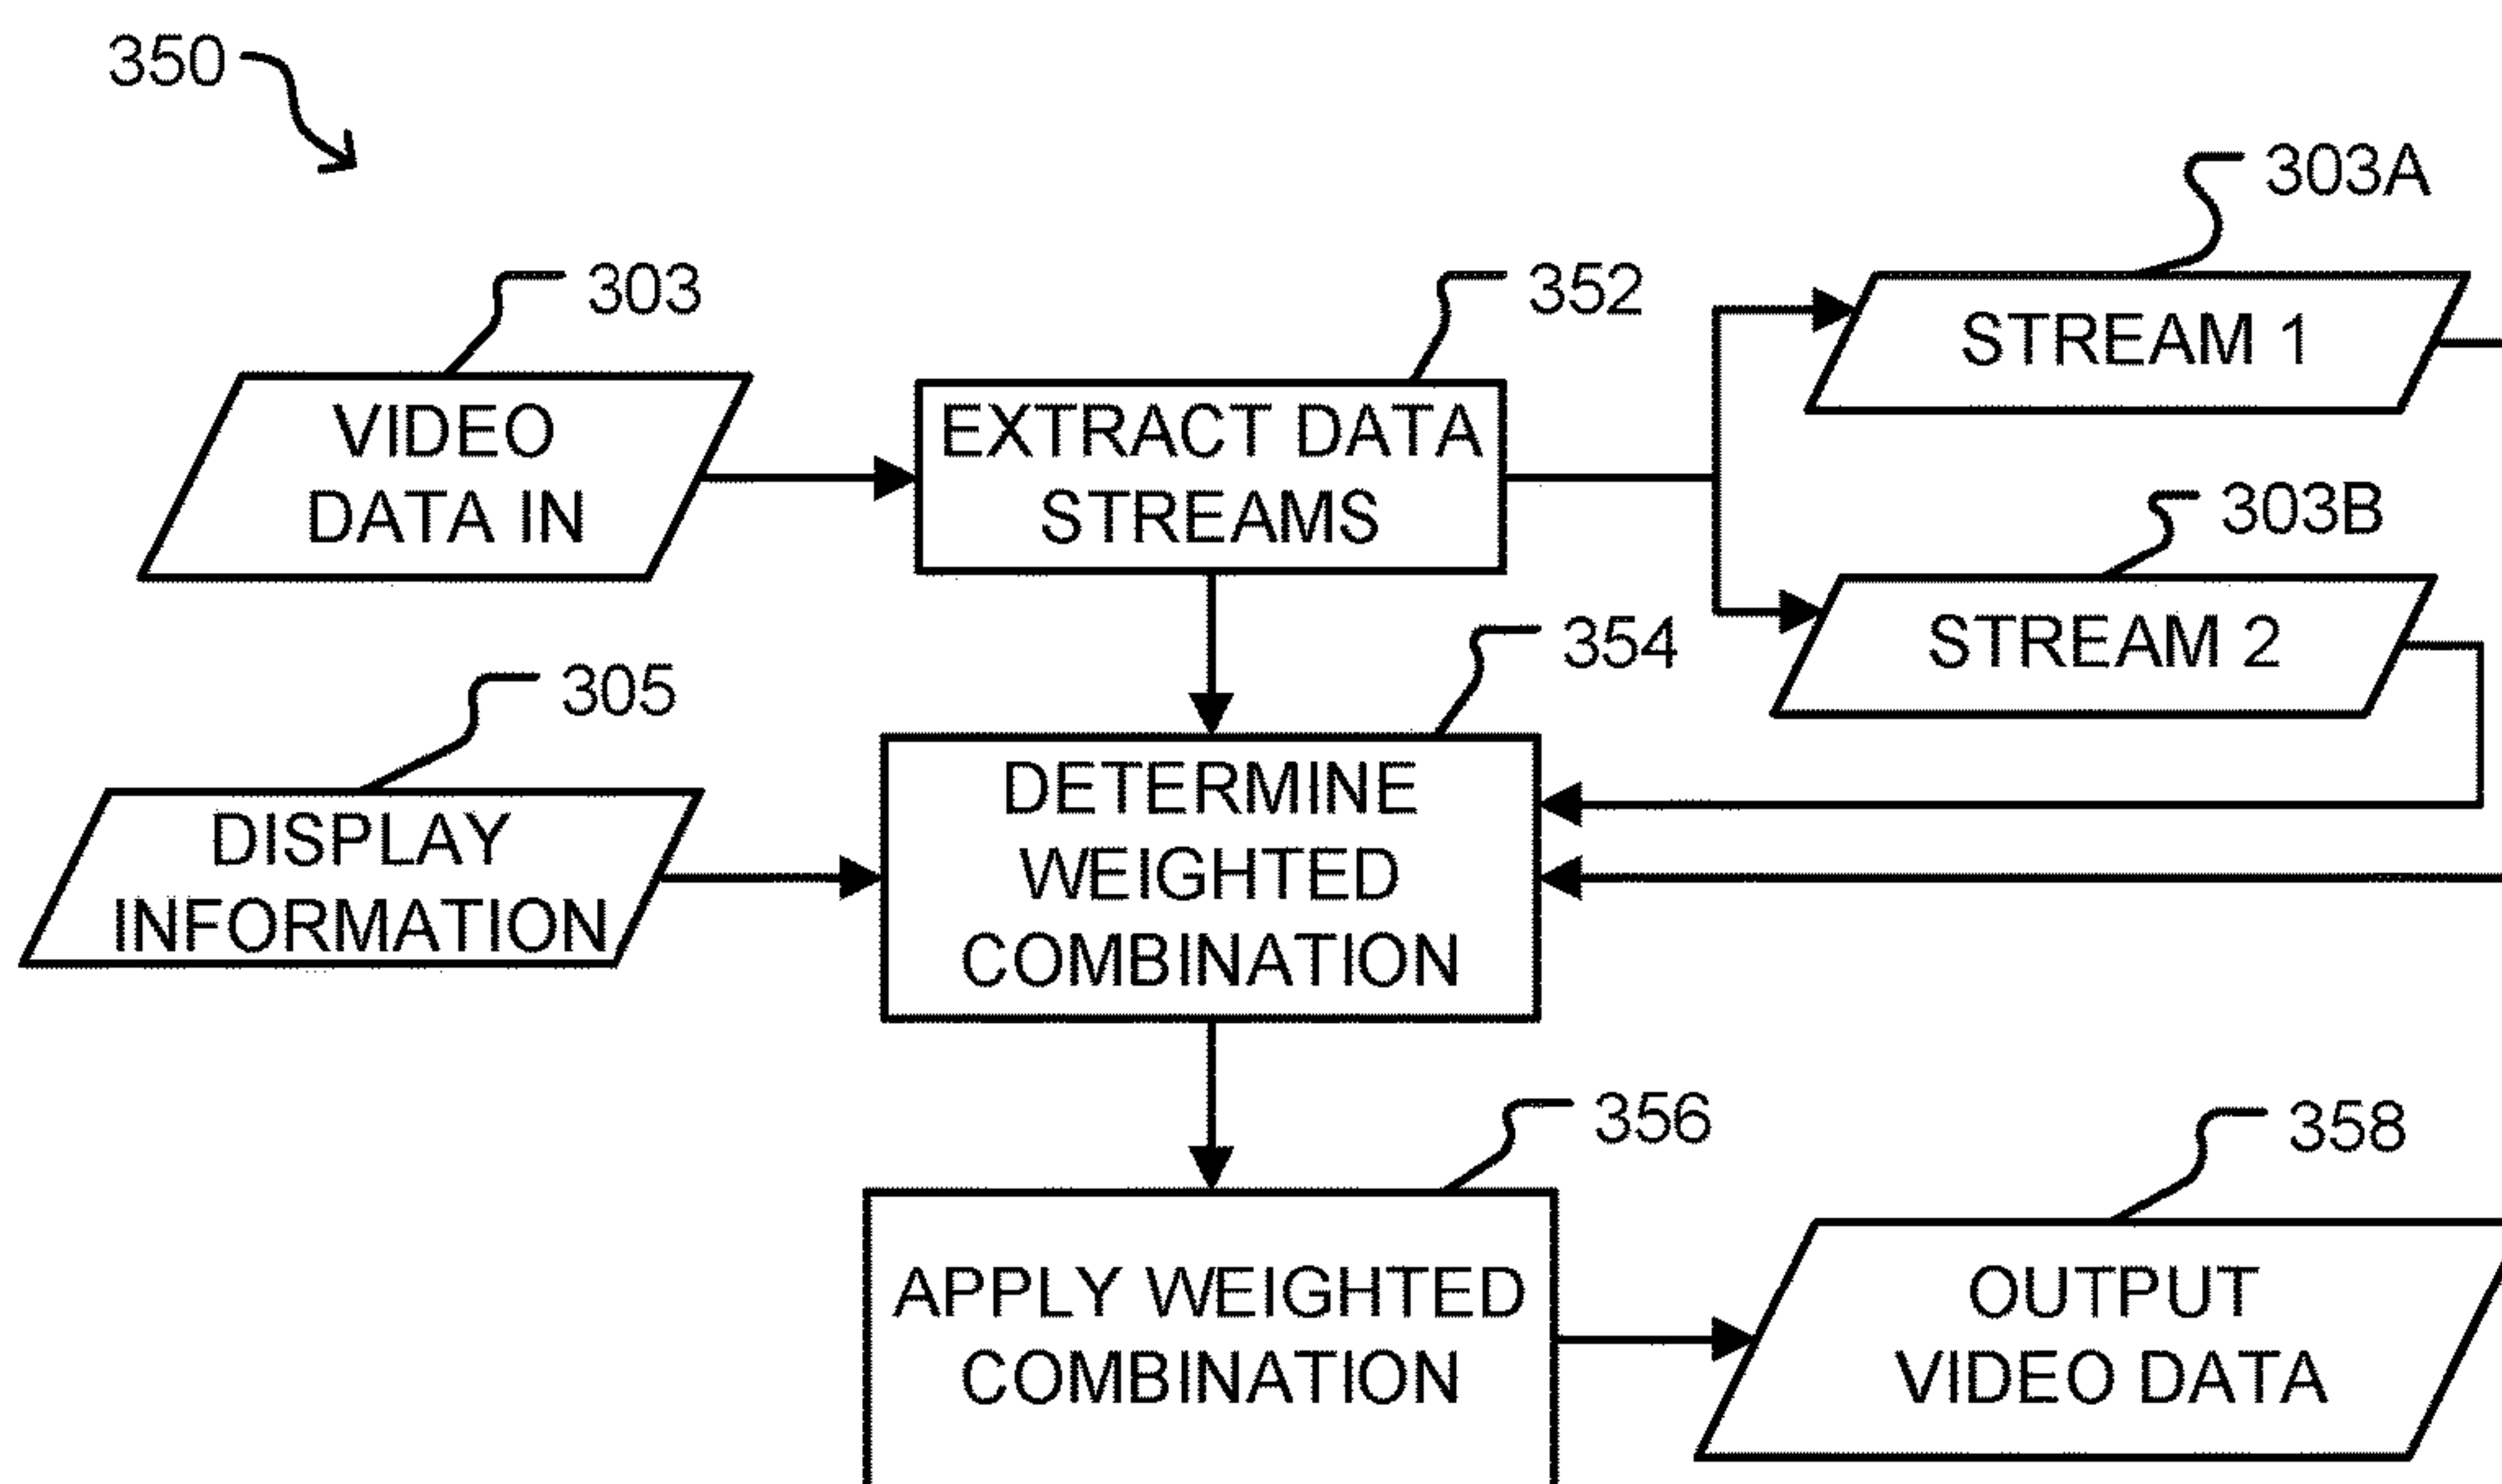 350
303A
303
352
STREAM 1
VIDEO
DATA IN
EXTRACT DATA
STREAMS
303B
STREAM 2
354
305
DISPLAY
INFORMATION
DETERMINE
WEIGHTED
COMBINATION
356
358
APPLY WEIGHTED
COMBINATION
OUTPUT
VIDEO DATA